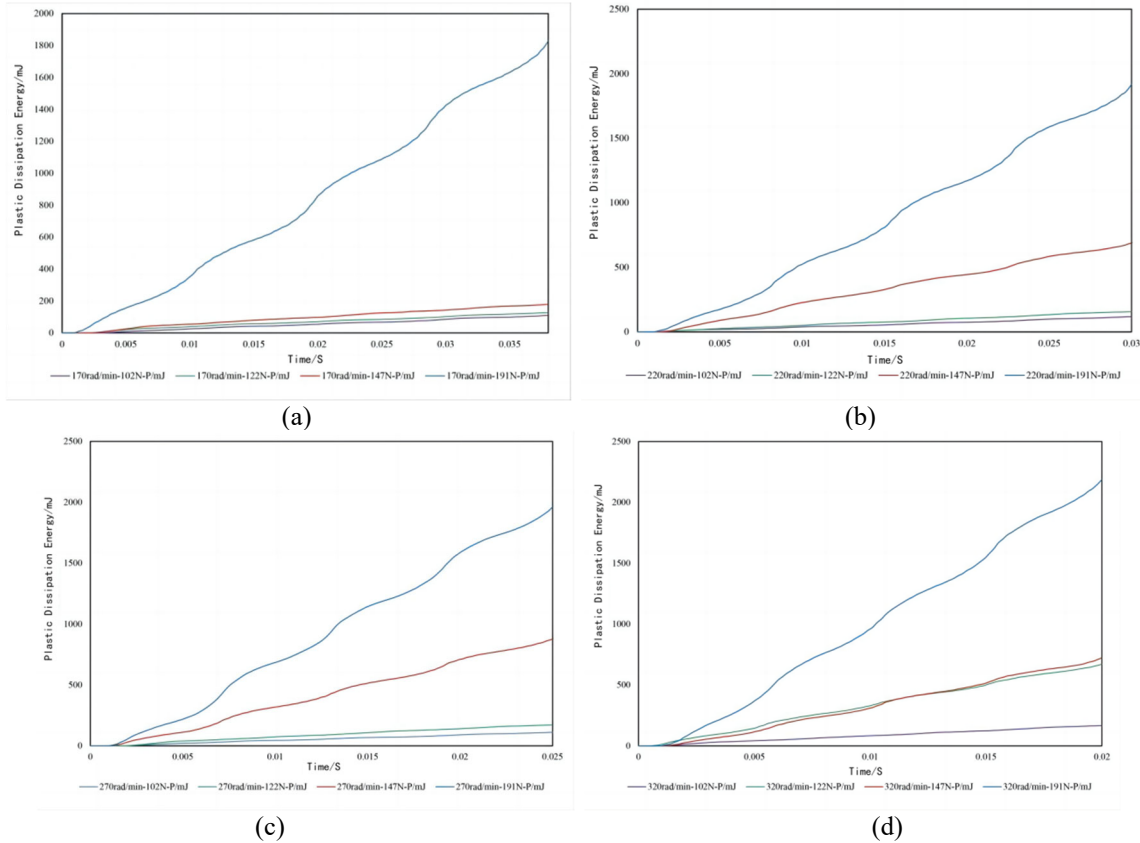 2000
1800
1600
1400
1200
1000
800
600
400
200
0
Plastic Dissipation Energy/mJ
0 0.005 0.01 0.015 0.02 0.025 0.03 0.035
Time/S
170rad/min-102N-P/mJ 170rad/min-122N-P/mJ 170rad/min-147N-P/mJ 170rad/min-191N-P/mJ
(a)
2500
2000
1500
1000
500
0
Plastic Dissipation Energy/mJ
0 0.005 0.01 0.015 0.02 0.025 0.03
Time/S
220rad/min-102N-P/mJ 220rad/min-122N-P/mJ 220rad/min-147N-P/mJ 220rad/min-191N-P/mJ
(b)
2500
2000
1500
1000
500
0
Plastic Dissipation Energy/mJ
0 0.005 0.01 0.015 0.02 0.025
Time/S
270rad/min-102N-P/mJ 270rad/min-122N-P/mJ 270rad/min-147N-P/mJ 270rad/min-191N-P/mJ
(c)
2500
2000
1500
1000
500
0
Plastic Dissipation Energy/mJ
0 0.005 0.01 0.015 0.02
Time/S
320rad/min-102N-P/mJ 320rad/min-122N-P/mJ 320rad/min-147N-P/mJ 320rad/min-191N-P/mJ
(d)